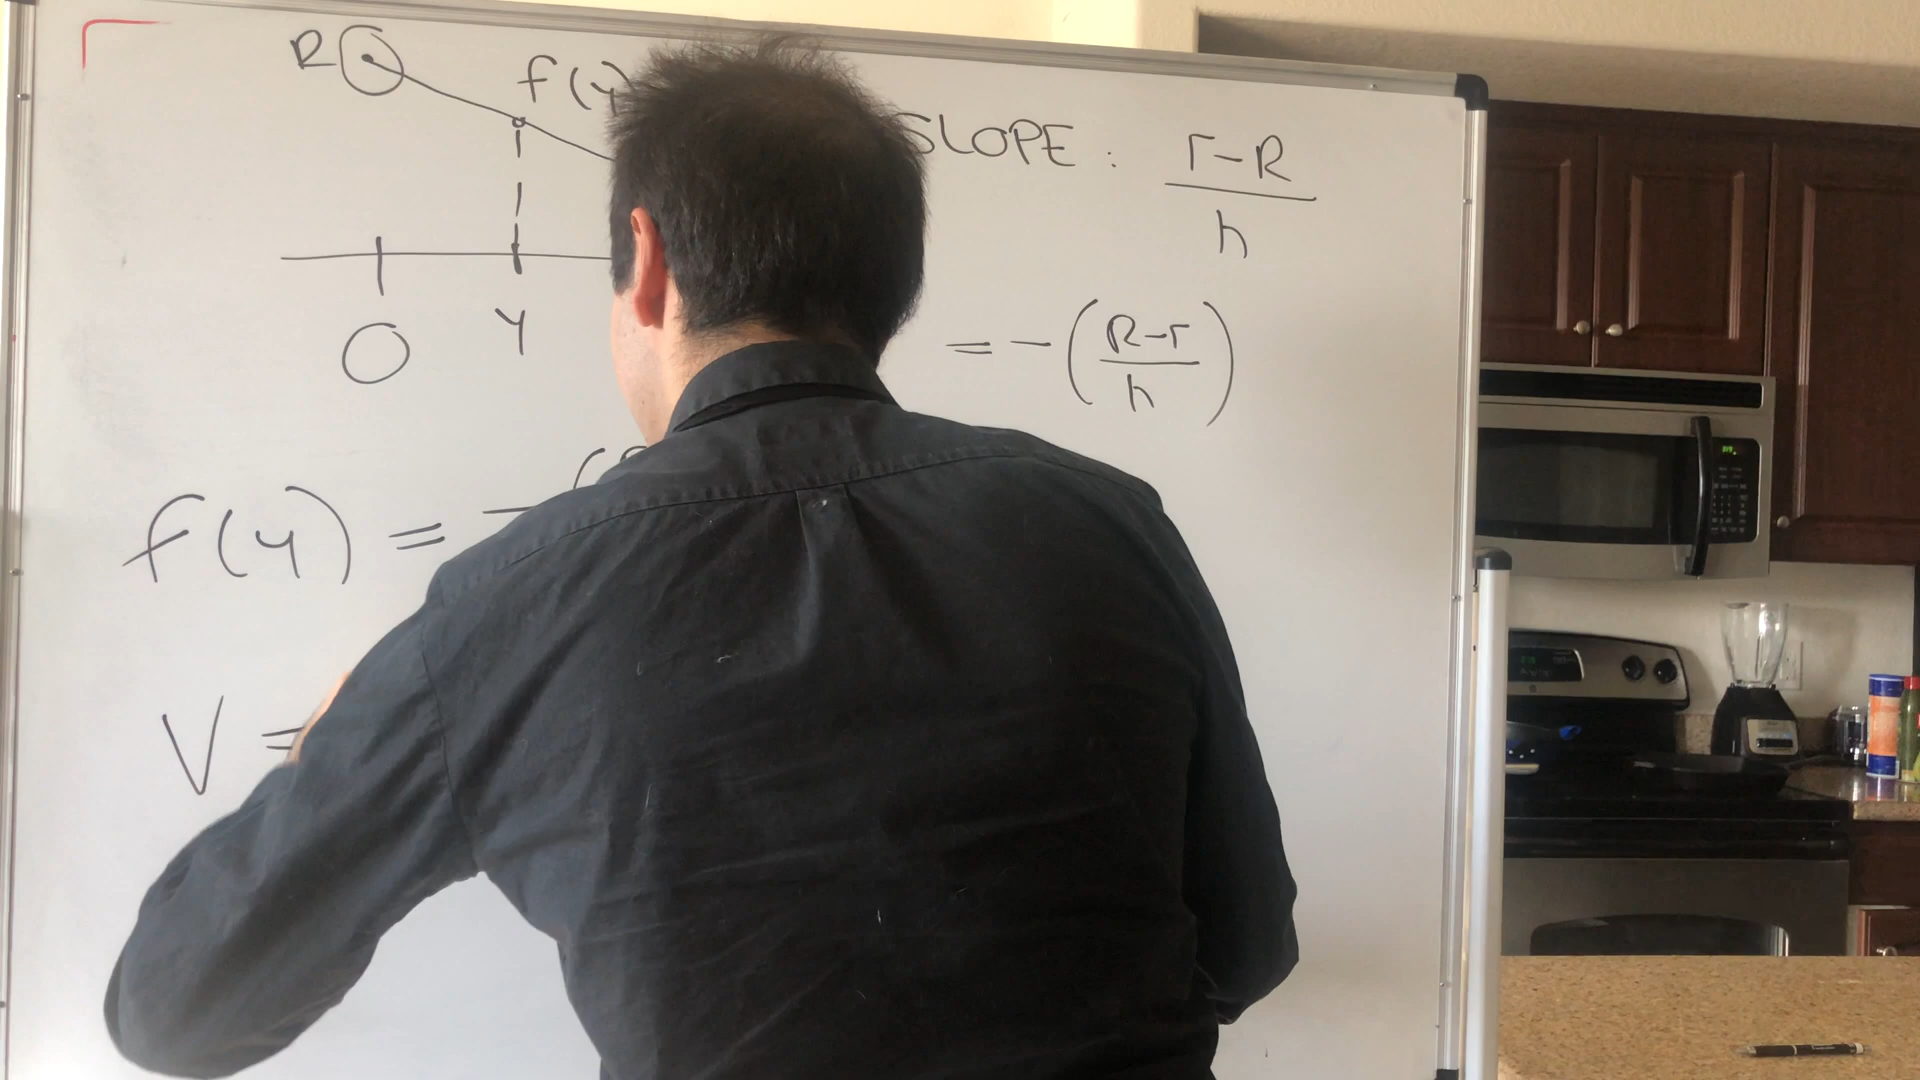 R f(y)
SLOPE : r-R
h
O y
= - (R-r / h)
f(y) = -
V =